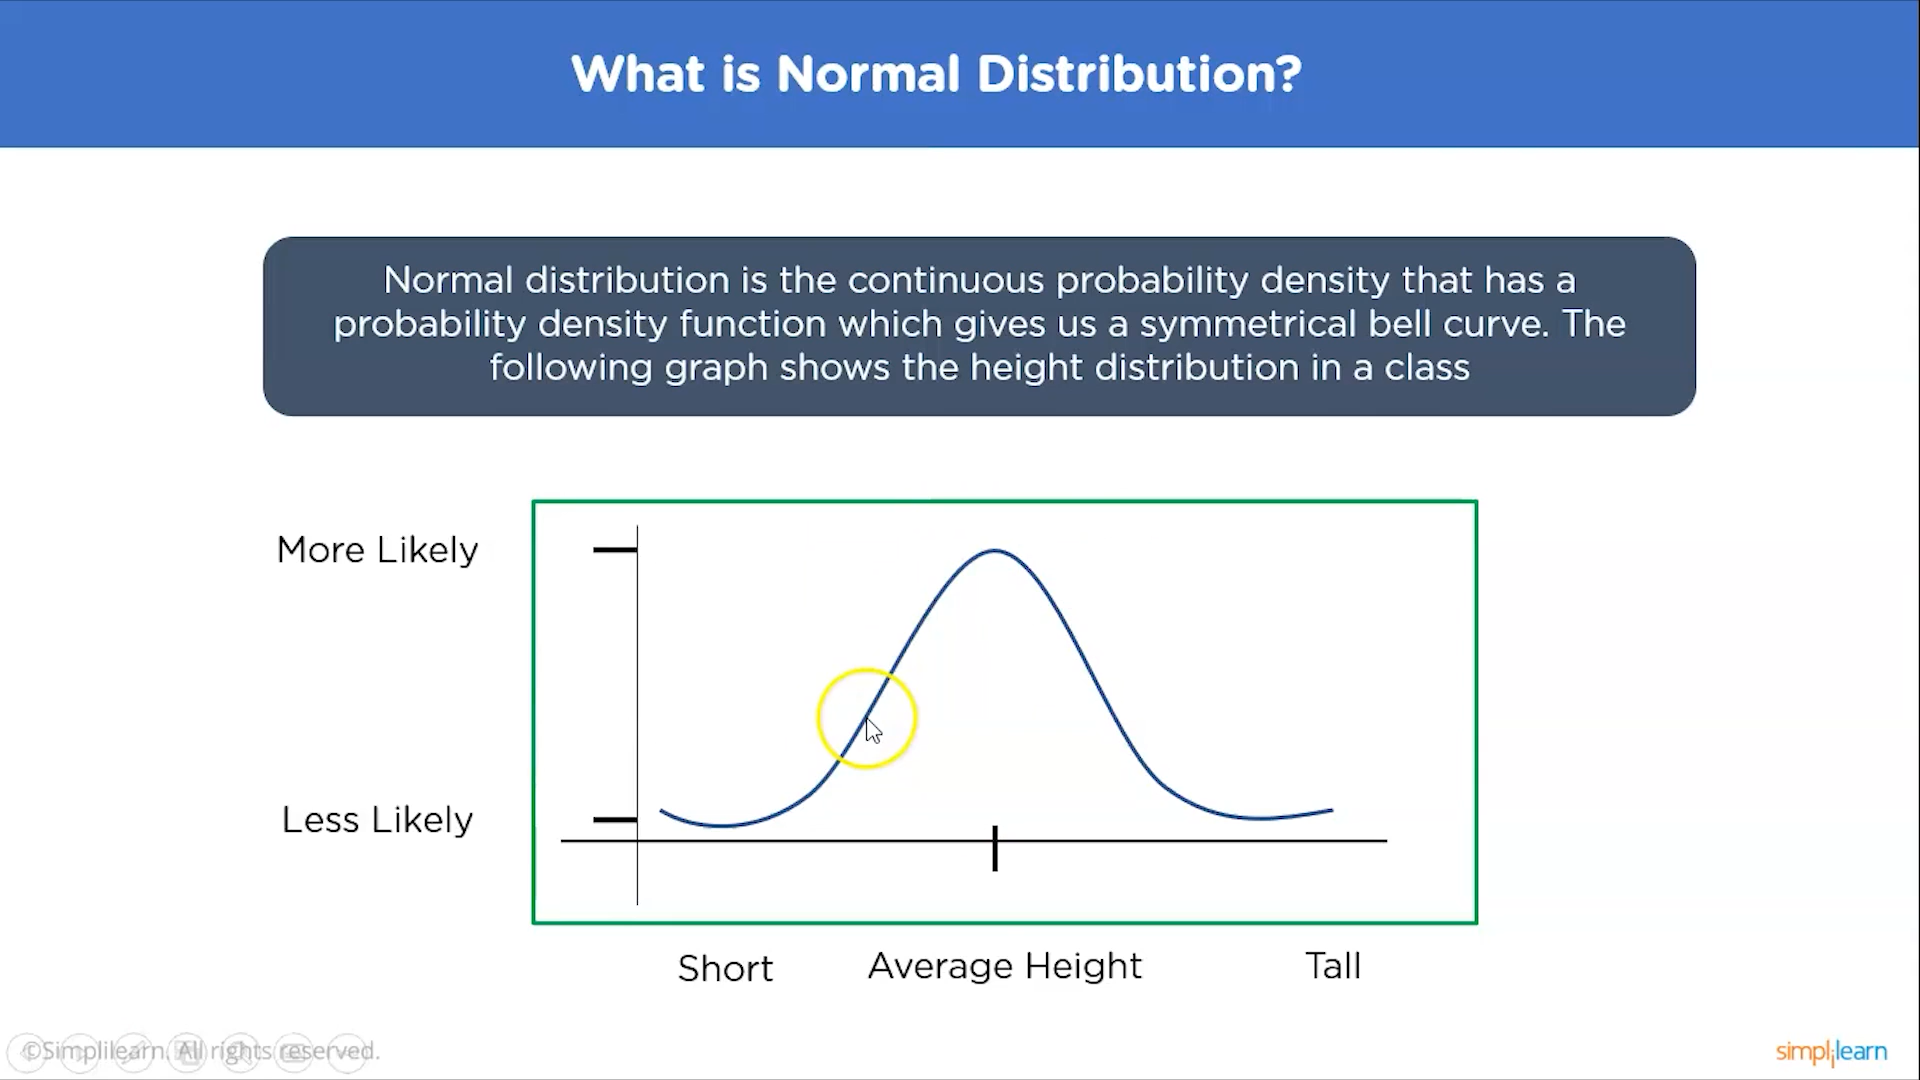 What is Normal Distribution?
Normal distribution is the continuous probability density that has a
probability density function which gives us a symmetrical bell curve. The
following graph shows the height distribution in a class
More Likely
Less Likely
Short
Average Height
Tall
©Simplilearn. All rights reserved.
simplilearn